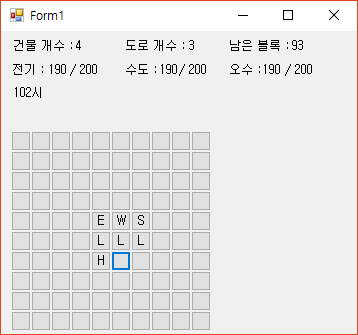 Form1
건물 개수 : 4 도로 개수 : 3 남은 블록 : 93
전기 : 190 / 200 수도 : 190 / 200 오수 : 190 / 200
102시
E W S
L L L
H